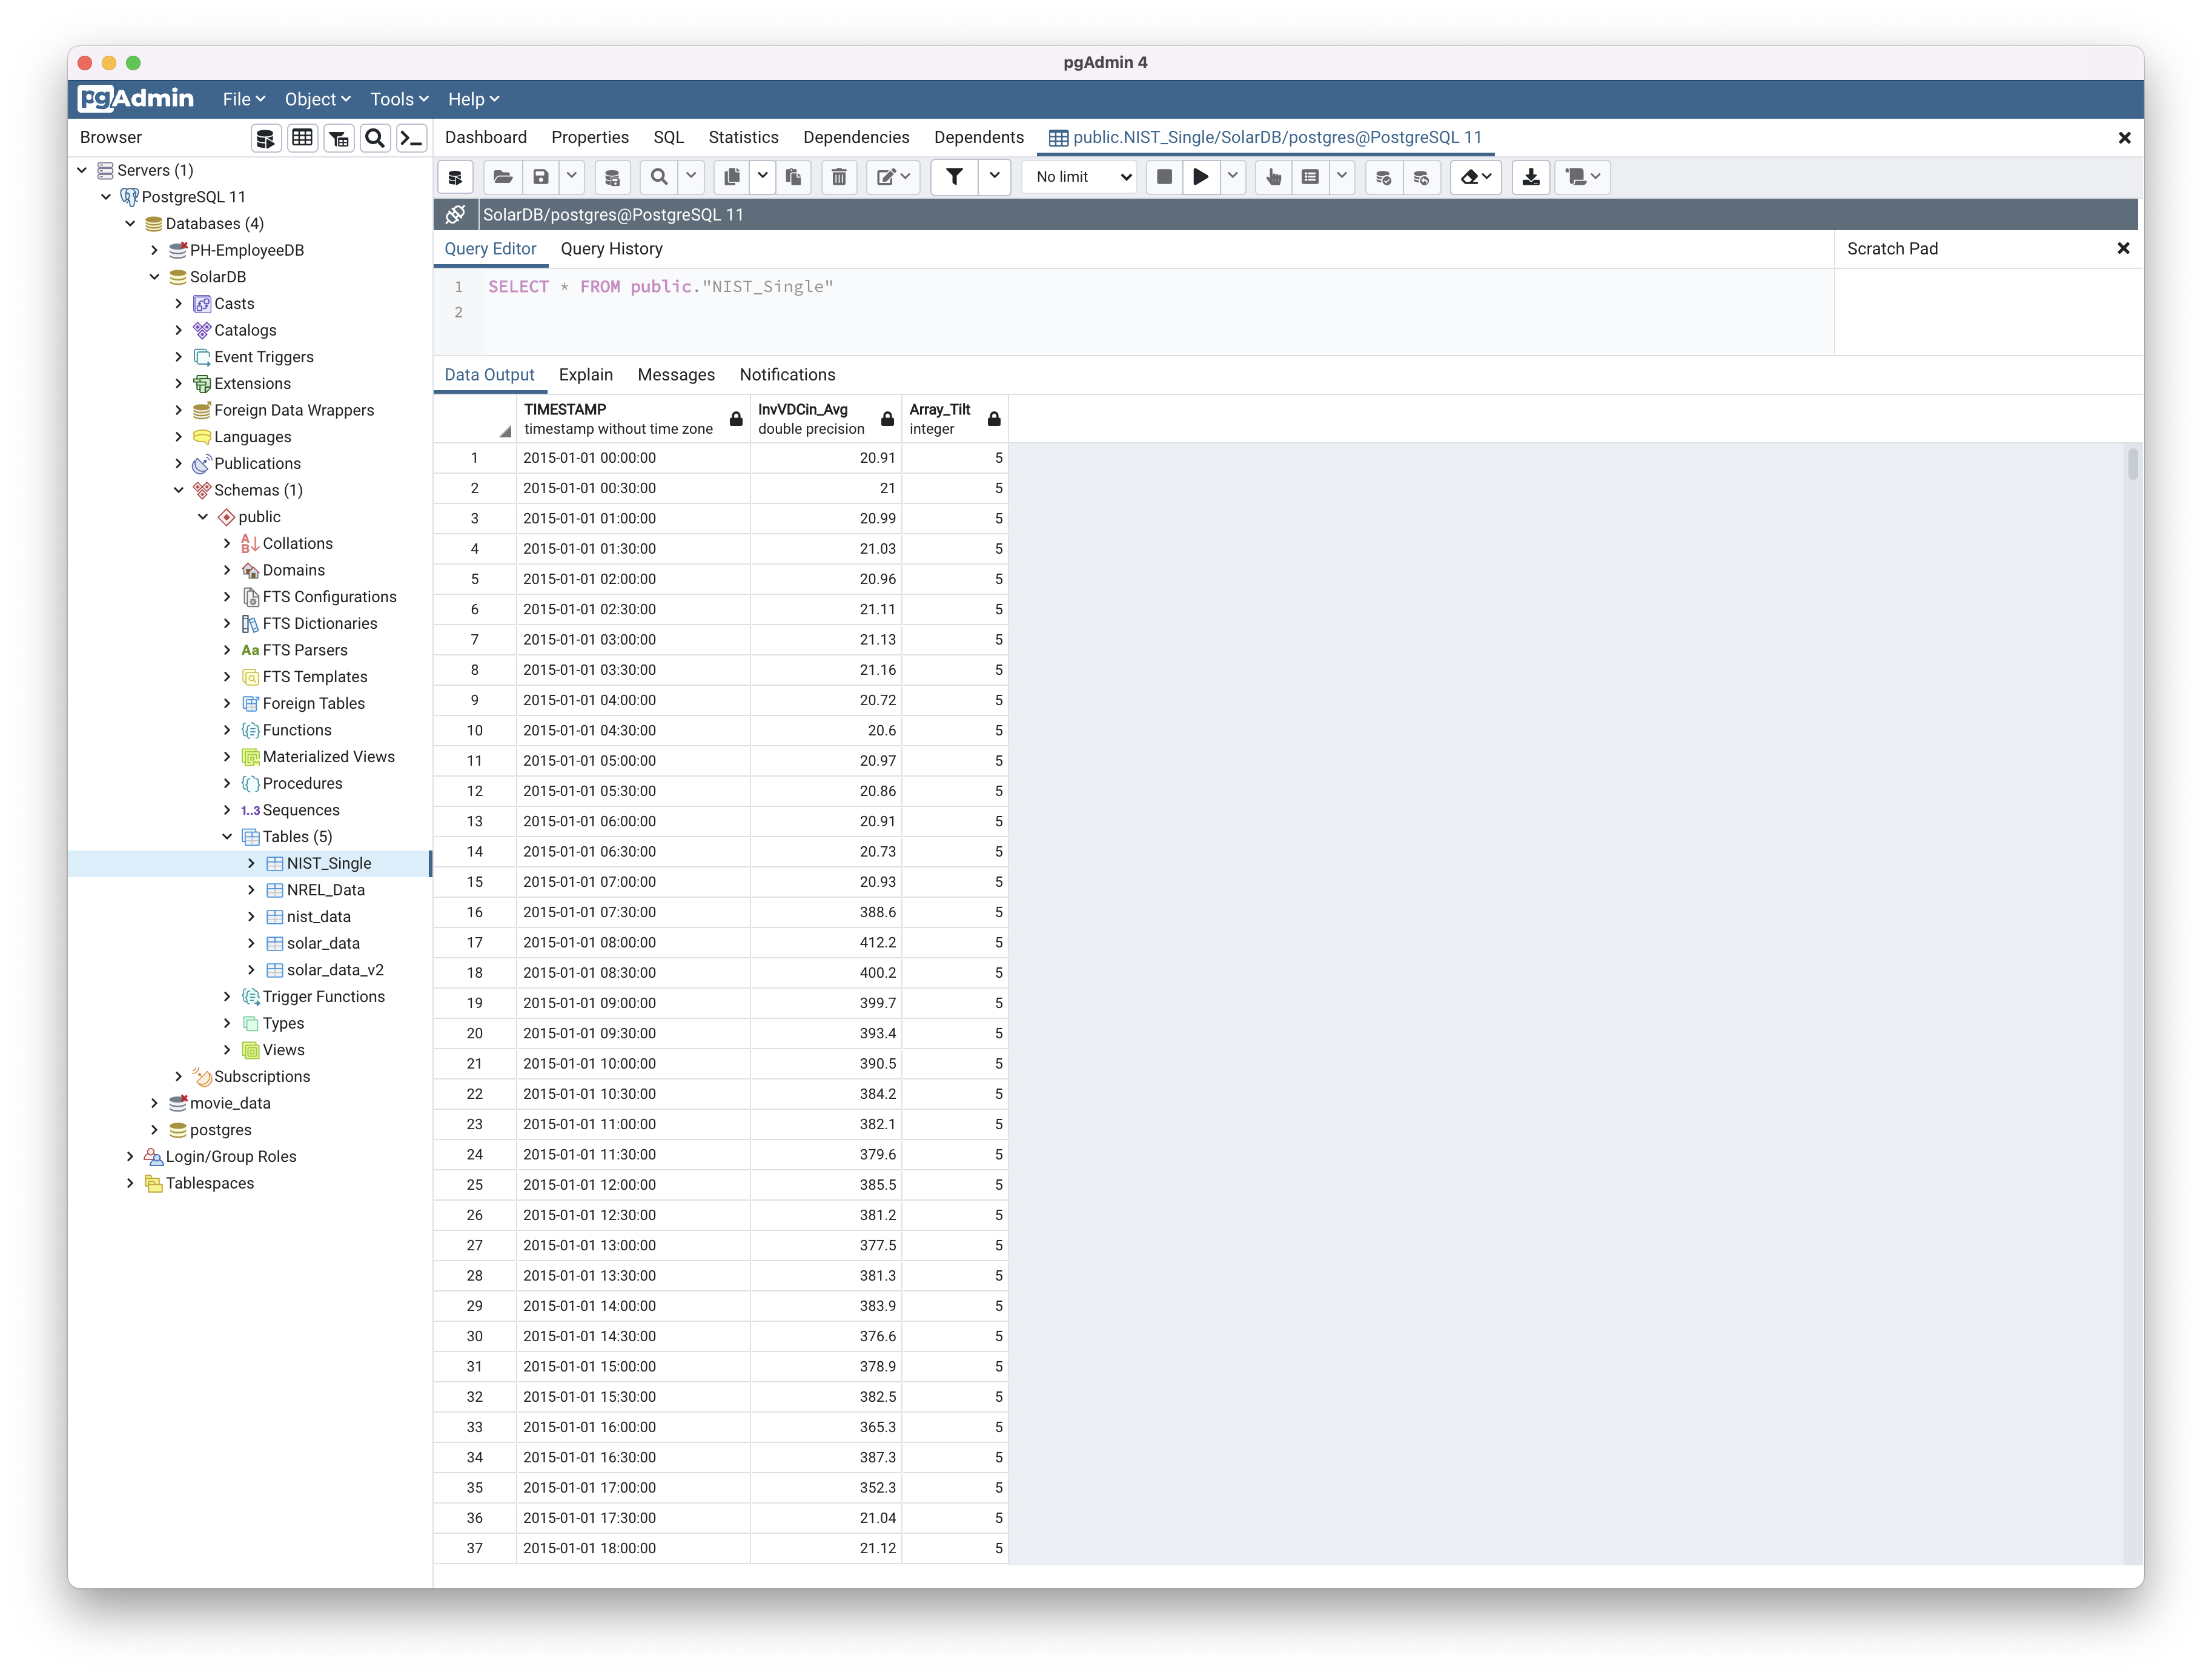 pgAdmin 4
pgAdmin File Object Tools Help
Browser
Dashboard Properties SQL Statistics Dependencies Dependents public.NIST_Single/SolarDB/postgres@PostgreSQL 11
Servers (1)
PostgreSQL 11
Databases (4)
PH-EmployeeDB
SolarDB
Casts
Catalogs
Event Triggers
Extensions
Foreign Data Wrappers
Languages
Publications
Schemas (1)
public
Collations
Domains
FTS Configurations
FTS Dictionaries
Aa FTS Parsers
FTS Templates
Foreign Tables
Functions
Materialized Views
Procedures
1..3 Sequences
Tables (5)
NIST_Single
NREL_Data
nist_data
solar_data
solar_data_v2
Trigger Functions
Types
Views
Subscriptions
movie_data
postgres
Login/Group Roles
Tablespaces
No limit
SolarDB/postgres@PostgreSQL 11
Query Editor Query History
Scratch Pad
1 SELECT * FROM public."NIST_Single"
2
Data Output Explain Messages Notifications
TIMESTAMP InvVDCin_Avg Array_Tilt
timestamp without time zone double precision integer
1 2015-01-01 00:00:00 20.91 5
2 2015-01-01 00:30:00 21 5
3 2015-01-01 01:00:00 20.99 5
4 2015-01-01 01:30:00 21.03 5
5 2015-01-01 02:00:00 20.96 5
6 2015-01-01 02:30:00 21.11 5
7 2015-01-01 03:00:00 21.13 5
8 2015-01-01 03:30:00 21.16 5
9 2015-01-01 04:00:00 20.72 5
10 2015-01-01 04:30:00 20.6 5
11 2015-01-01 05:00:00 20.97 5
12 2015-01-01 05:30:00 20.86 5
13 2015-01-01 06:00:00 20.91 5
14 2015-01-01 06:30:00 20.73 5
15 2015-01-01 07:00:00 20.93 5
16 2015-01-01 07:30:00 388.6 5
17 2015-01-01 08:00:00 412.2 5
18 2015-01-01 08:30:00 400.2 5
19 2015-01-01 09:00:00 399.7 5
20 2015-01-01 09:30:00 393.4 5
21 2015-01-01 10:00:00 390.5 5
22 2015-01-01 10:30:00 384.2 5
23 2015-01-01 11:00:00 382.1 5
24 2015-01-01 11:30:00 379.6 5
25 2015-01-01 12:00:00 385.5 5
26 2015-01-01 12:30:00 381.2 5
27 2015-01-01 13:00:00 377.5 5
28 2015-01-01 13:30:00 381.3 5
29 2015-01-01 14:00:00 383.9 5
30 2015-01-01 14:30:00 376.6 5
31 2015-01-01 15:00:00 378.9 5
32 2015-01-01 15:30:00 382.5 5
33 2015-01-01 16:00:00 365.3 5
34 2015-01-01 16:30:00 387.3 5
35 2015-01-01 17:00:00 352.3 5
36 2015-01-01 17:30:00 21.04 5
37 2015-01-01 18:00:00 21.12 5